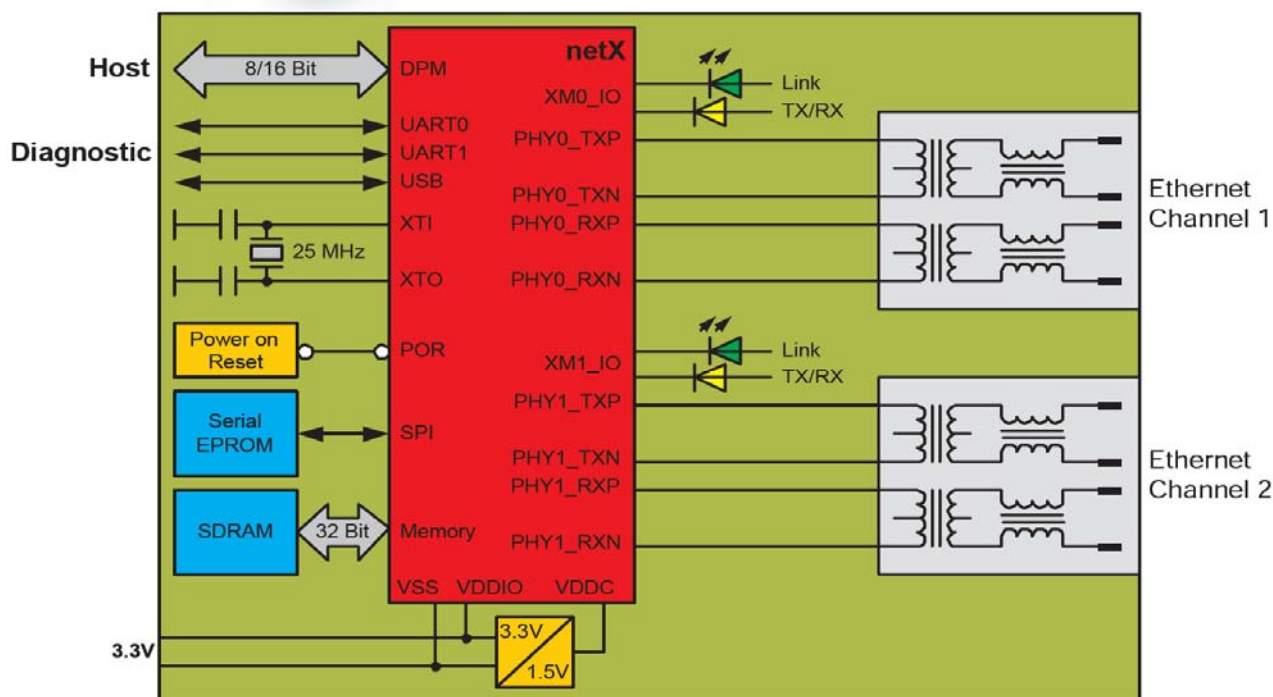 netX
Host
8/16 Bit
DPM
XM0_IO
Link
TX/RX
Diagnostic
UART0
UART1
USB
PHY0_TXP
PHY0_TXN
PHY0_RXP
PHY0_RXN
Ethernet
Channel 1
XTI
25 MHz
XTO
Power on
Reset
POR
XM1_IO
Link
TX/RX
Serial
EPROM
SPI
PHY1_TXP
PHY1_TXN
PHY1_RXP
PHY1_RXN
Ethernet
Channel 2
SDRAM
32 Bit
Memory
VSS
VDDIO
VDDC
3.3V
3.3V
1.5V